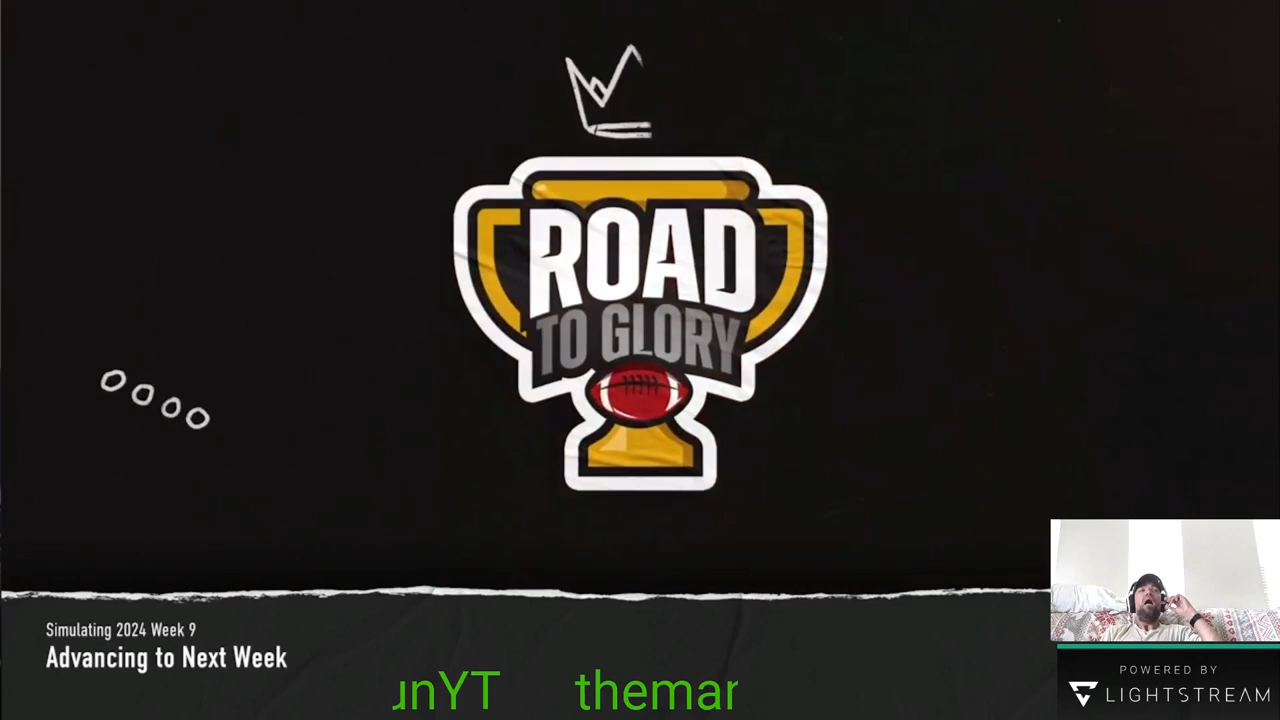 ROAD
TO GLORY
Simulating 2024 Week 9
Advancing to Next Week
nYT themar
POWERED BY
LIGHTSTREAM